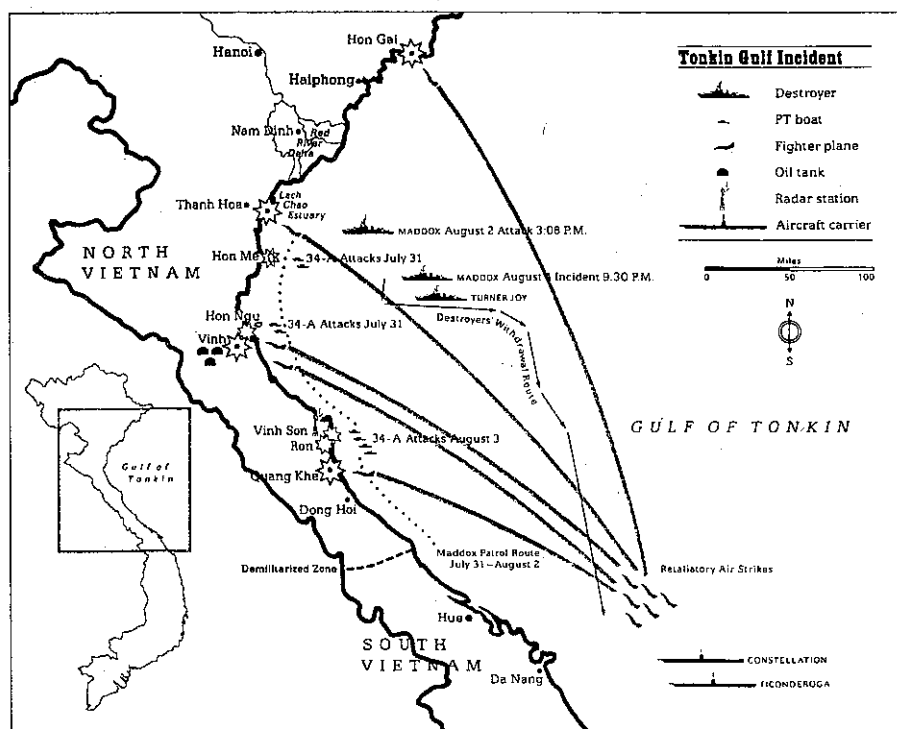 Hon Gai
Hanoi
Haiphong
Nam Dinh
Red
River
Delta
Thanh Hoa
Lach
Chao
Estuary
NORTH
VIETNAM
Hon Me
MADDOX August 2 Attack 3:08 P.M.
34-A Attacks July 31
MADDOX August 4 Incident 9.30 P.M.
TURNER JOY
Destroyers' Withdrawal Route
Hon Ngu
34-A Attacks July 31
Vinh
Vinh Son
Ron
34-A Attacks August 3
Quang Khe
Dong Hoi
Demilitarized Zone
Maddox Patrol Route
July 31–August 2
Hue
SOUTH
VIETNAM
Da Nang
Gulf of
Tonkin
Tonkin Gulf Incident
Destroyer
PT boat
Fighter plane
Oil tank
Radar station
Aircraft carrier
Miles
0 50 100
N
S
GULF OF TONKIN
Retaliatory Air Strikes
CONSTELLATION
TICONDEROGA